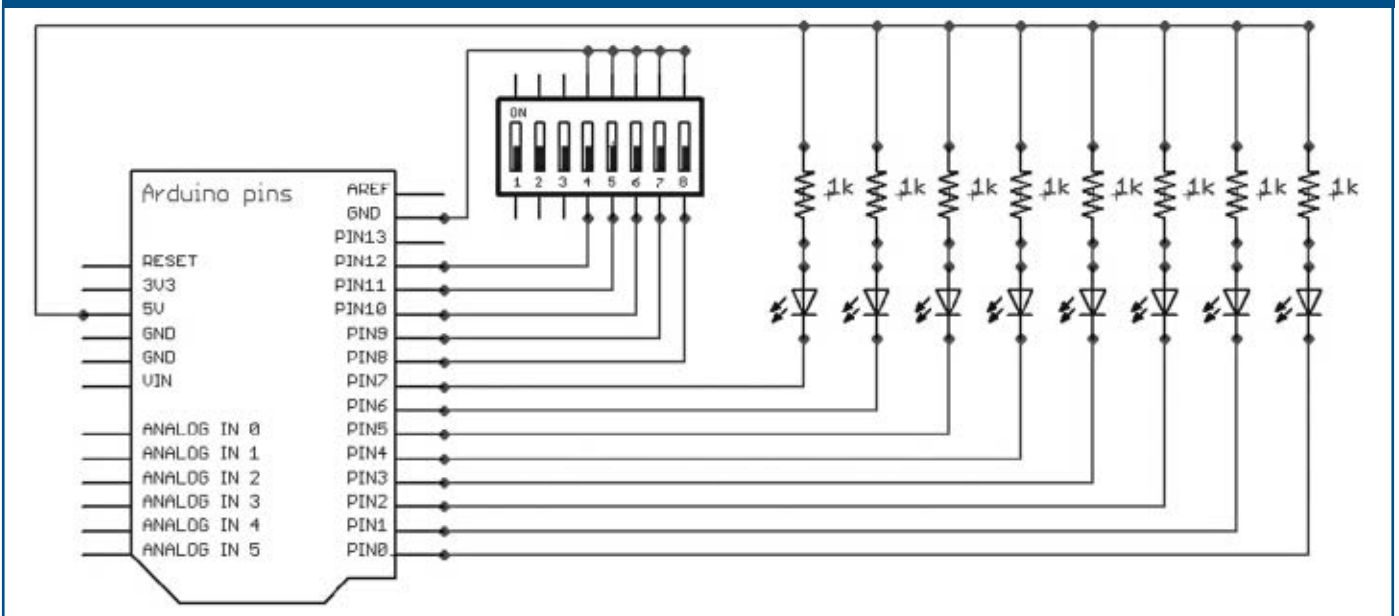 ON
1 2 3 4 5 6 7 8
Arduino pins
RESET
3V3
5V
GND
GND
VIN
ANALOG IN 0
ANALOG IN 1
ANALOG IN 2
ANALOG IN 3
ANALOG IN 4
ANALOG IN 5
AREF
GND
PIN13
PIN12
PIN11
PIN10
PIN9
PIN8
PIN7
PIN6
PIN5
PIN4
PIN3
PIN2
PIN1
PIN0
1k 1k 1k 1k 1k 1k 1k 1k